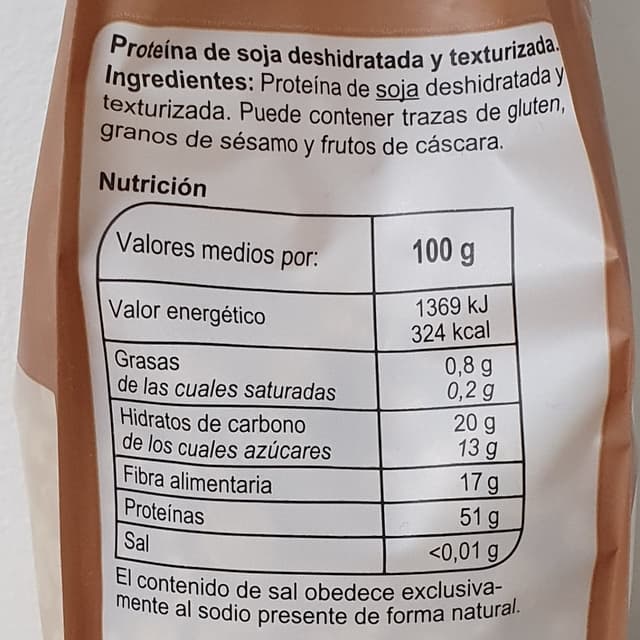 Proteína de soja deshidratada y texturizada.
Ingredientes: Proteína de soja deshidratada y
texturizada. Puede contener trazas de gluten,
granos de sésamo y frutos de cáscara.
Nutrición
Valores medios por: 100 g
Valor energético 1369 kJ
324 kcal
Grasas 0,8 g
de las cuales saturadas 0,2 g
Hidratos de carbono 20 g
de los cuales azúcares 13 g
Fibra alimentaria 17 g
Proteínas 51 g
Sal <0,01 g
El contenido de sal obedece exclusiva-
mente al sodio presente de forma natural.